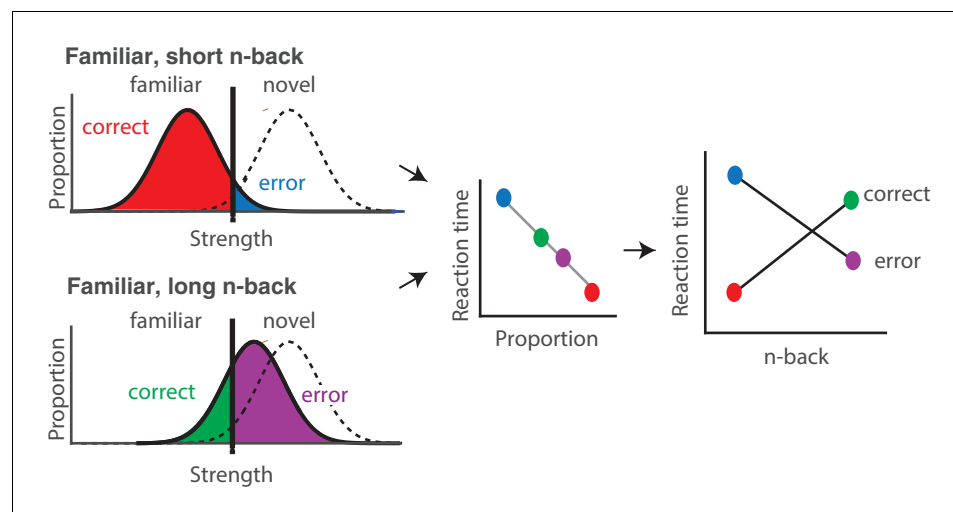 Familiar, short n-back
familiar novel
correct
error
Proportion
Strength
Familiar, long n-back
familiar novel
correct error
Proportion
Strength
Reaction time
Proportion
Reaction time
correct
error
n-back